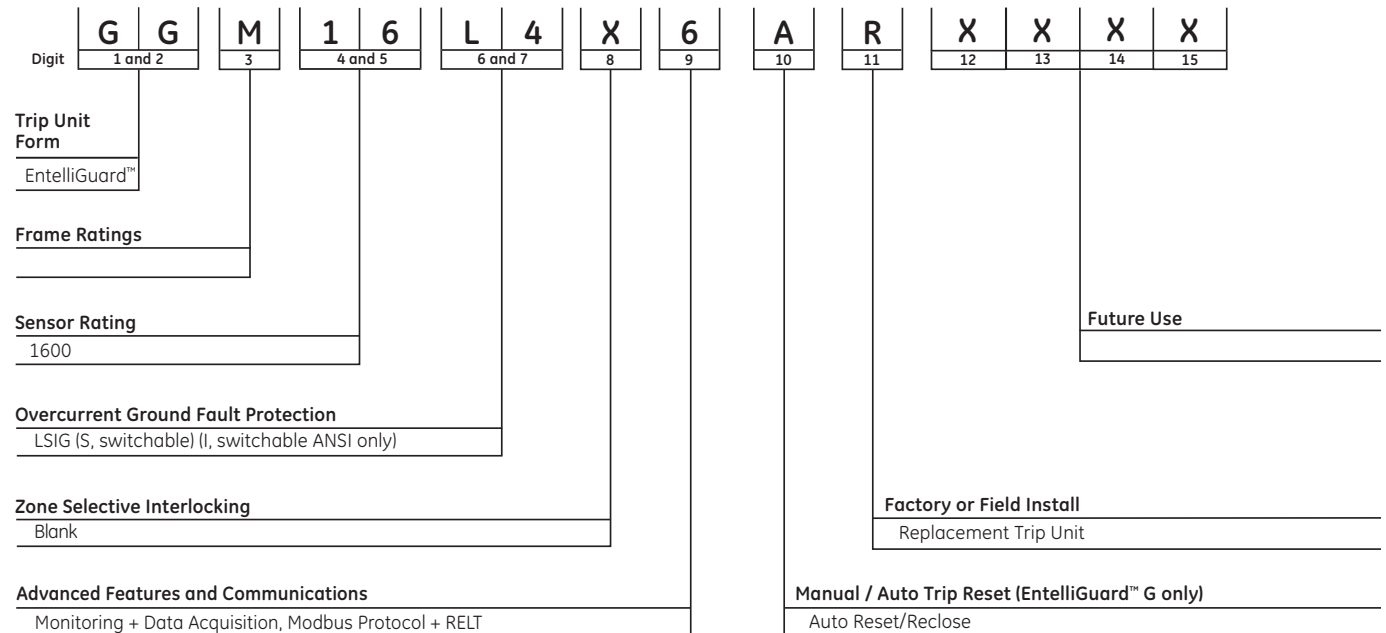 G G M 1 6 L 4 X 6 A R X X X X
Digit 1 and 2 3 4 and 5 6 and 7 8 9 10 11 12 13 14 15
Trip Unit
Form
EntelliGuard™
Frame Ratings
Sensor Rating
1600
Future Use
Overcurrent Ground Fault Protection
LSIG (S, switchable) (I, switchable ANSI only)
Zone Selective Interlocking
Blank
Factory or Field Install
Replacement Trip Unit
Advanced Features and Communications
Monitoring + Data Acquisition, Modbus Protocol + RELT
Manual / Auto Trip Reset (EntelliGuard™ G only)
Auto Reset/Reclose